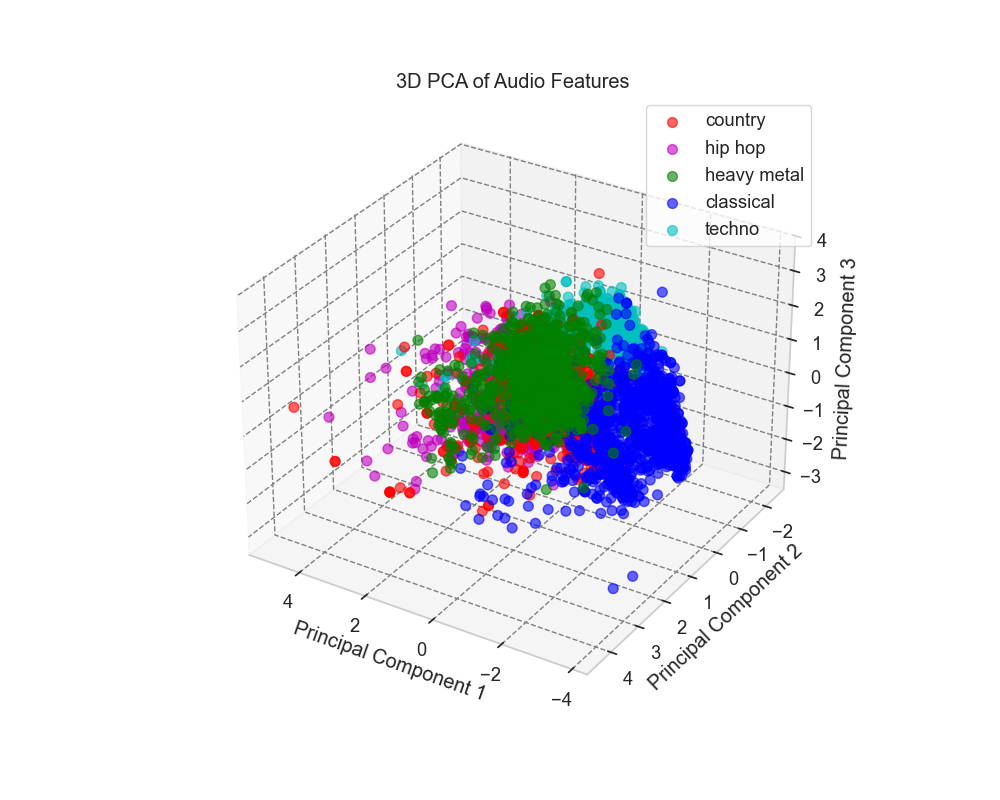 3D PCA of Audio Features
country
hip hop
heavy metal
classical
techno
4
3
2
1
0
−1
−2
−3
Principal Component 3
4
2
0
−2
−4
Principal Component 1
−2
−1
0
1
2
3
4
Principal Component 2